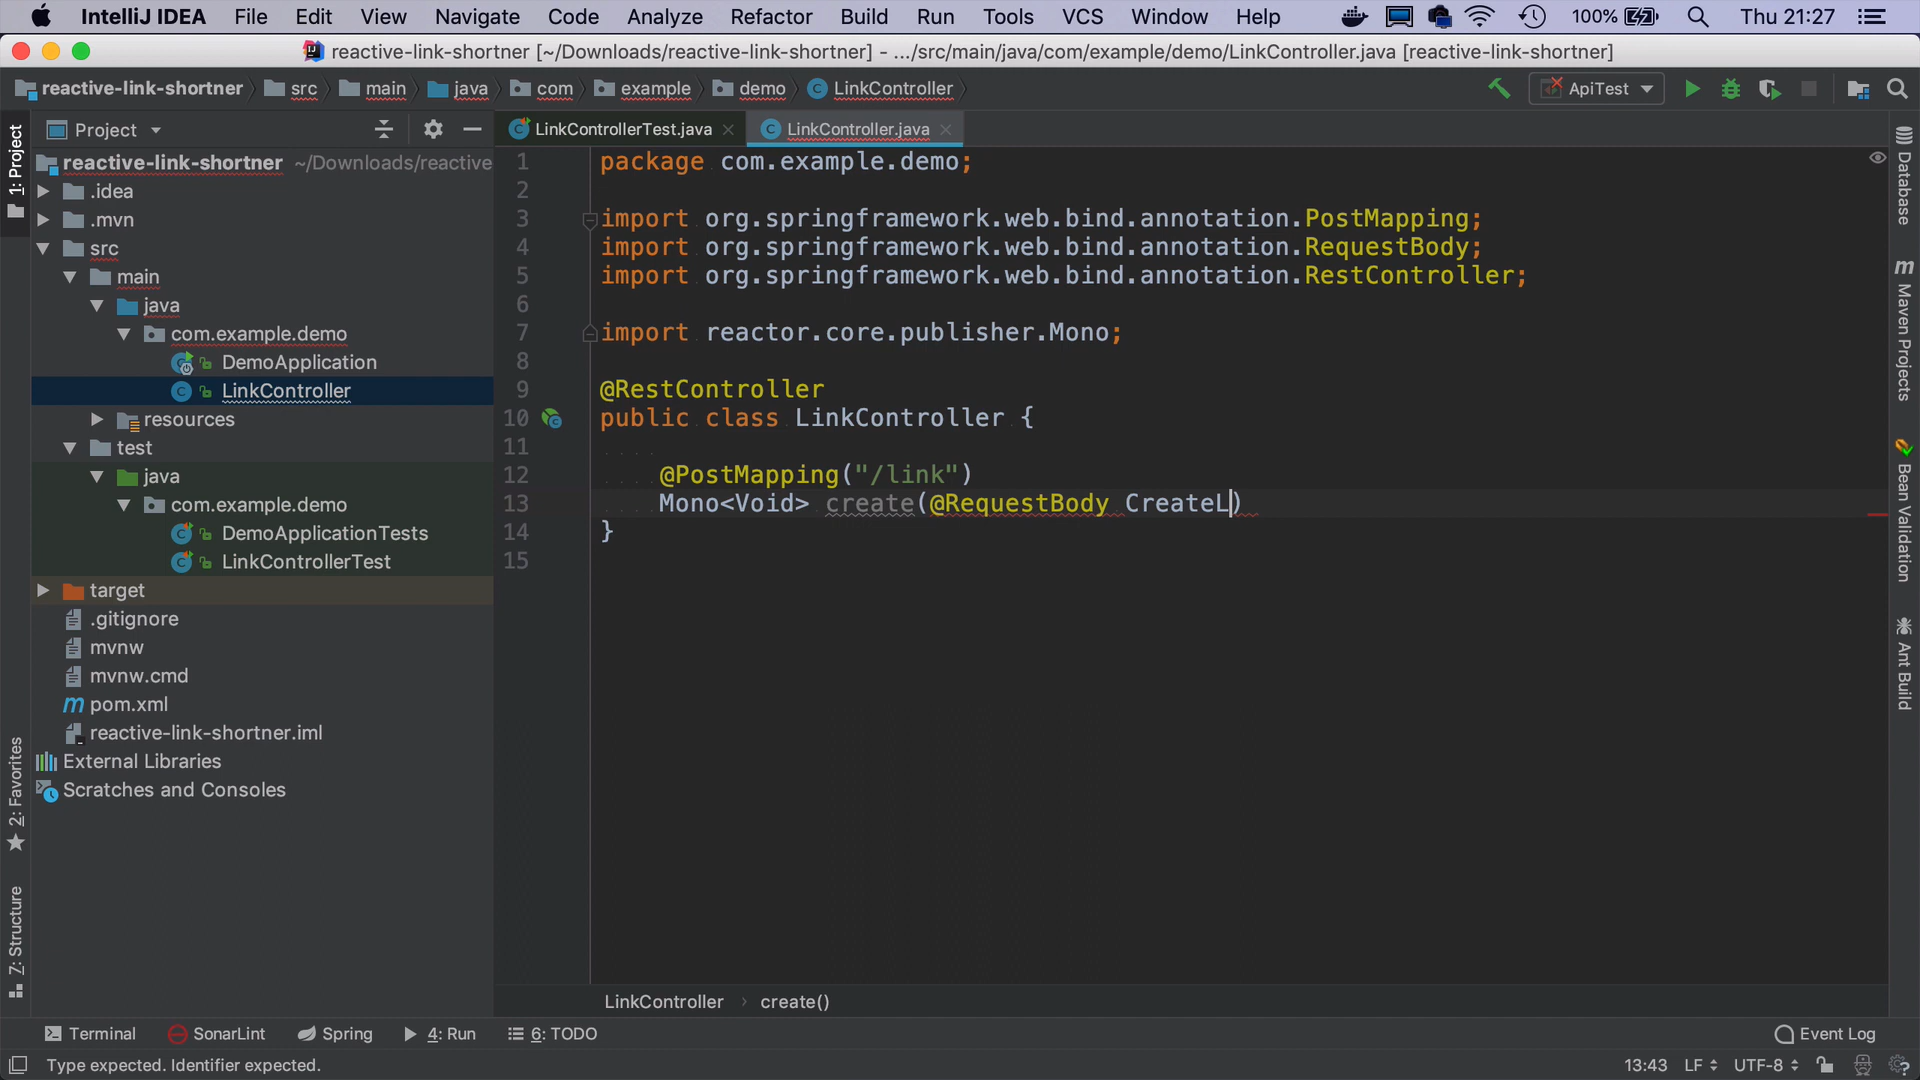 IntelliJ IDEA File Edit View Navigate Code Analyze Refactor Build Run Tools VCS Window Help 100% Thu 21:27
reactive-link-shortner [~/Downloads/reactive-link-shortner] - .../src/main/java/com/example/demo/LinkController.java [reactive-link-shortner]
reactive-link-shortner src main java com example demo LinkController ApiTest
1: Project
Project
LinkControllerTest.java LinkController.java
reactive-link-shortner ~/Downloads/reactive
.idea
.mvn
src
main
java
com.example.demo
DemoApplication
LinkController
resources
test
java
com.example.demo
DemoApplicationTests
LinkControllerTest
target
.gitignore
mvnw
mvnw.cmd
pom.xml
reactive-link-shortner.iml
External Libraries
Scratches and Consoles
2: Favorites
7: Structure
1 package com.example.demo;
2
3 import org.springframework.web.bind.annotation.PostMapping;
4 import org.springframework.web.bind.annotation.RequestBody;
5 import org.springframework.web.bind.annotation.RestController;
6
7 import reactor.core.publisher.Mono;
8
9 @RestController
10 public class LinkController {
11
12 @PostMapping("/link")
13 Mono<Void> create(@RequestBody CreateL)
14 }
15
Database
Maven Projects
Bean Validation
Ant Build
LinkController › create()
Terminal SonarLint Spring 4: Run 6: TODO Event Log
Type expected. Identifier expected. 13:43 LF UTF-8